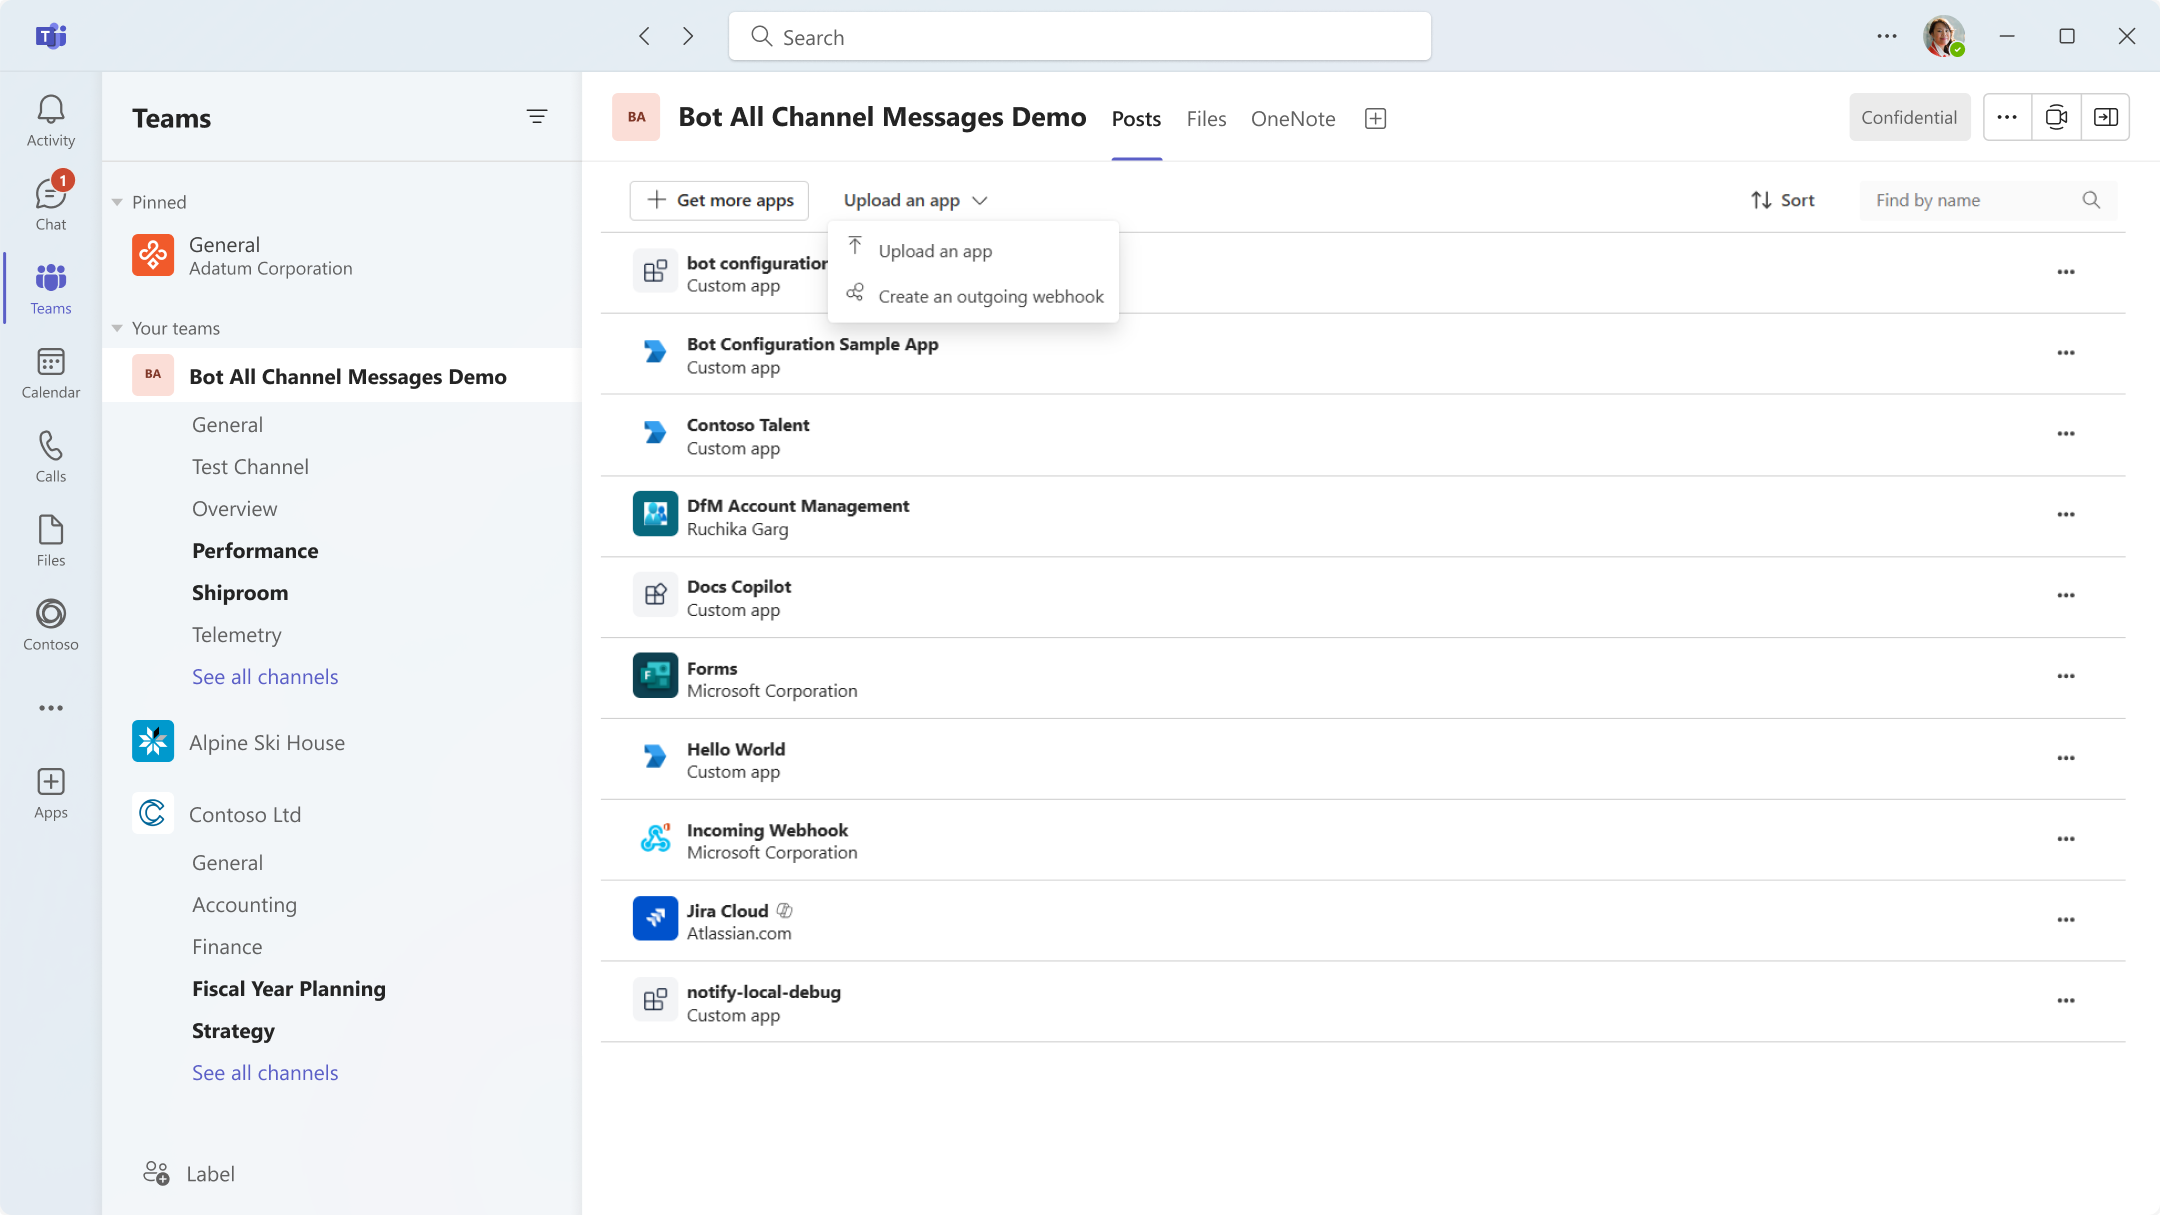 Search
Activity
1
Chat
Teams
Calendar
Calls
Files
Contoso
Apps
Teams
Pinned
General
Adatum Corporation
Your teams
BA
Bot All Channel Messages Demo
General
Test Channel
Overview
Performance
Shiproom
Telemetry
See all channels
Alpine Ski House
Contoso Ltd
General
Accounting
Finance
Fiscal Year Planning
Strategy
See all channels
Label
BA
Bot All Channel Messages Demo
Posts
Files
OneNote
Confidential
Get more apps
Upload an app
Sort
Find by name
Upload an app
Create an outgoing webhook
bot configuration
Custom app
Bot Configuration Sample App
Custom app
Contoso Talent
Custom app
DfM Account Management
Ruchika Garg
Docs Copilot
Custom app
Forms
Microsoft Corporation
Hello World
Custom app
Incoming Webhook
Microsoft Corporation
Jira Cloud
Atlassian.com
notify-local-debug
Custom app